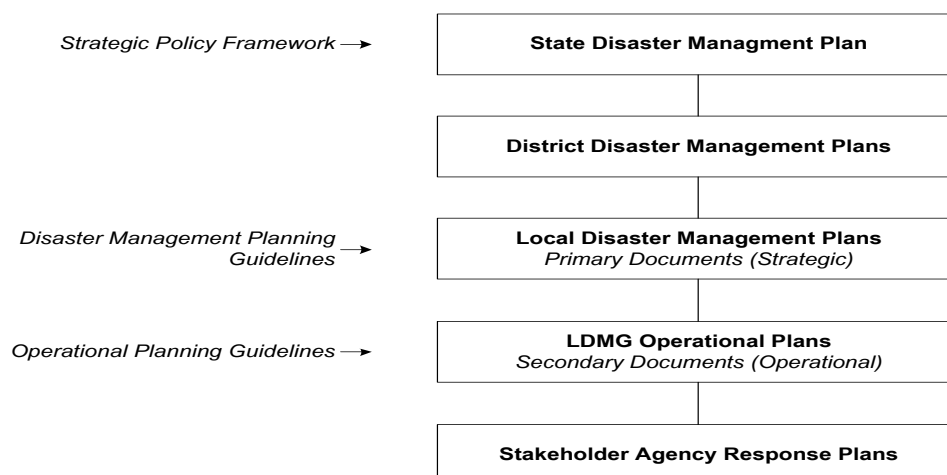 Strategic Policy Framework
State Disaster Managment Plan
District Disaster Management Plans
Disaster Management Planning
Guidelines
Local Disaster Management Plans
Primary Documents (Strategic)
Operational Planning Guidelines
LDMG Operational Plans
Secondary Documents (Operational)
Stakeholder Agency Response Plans